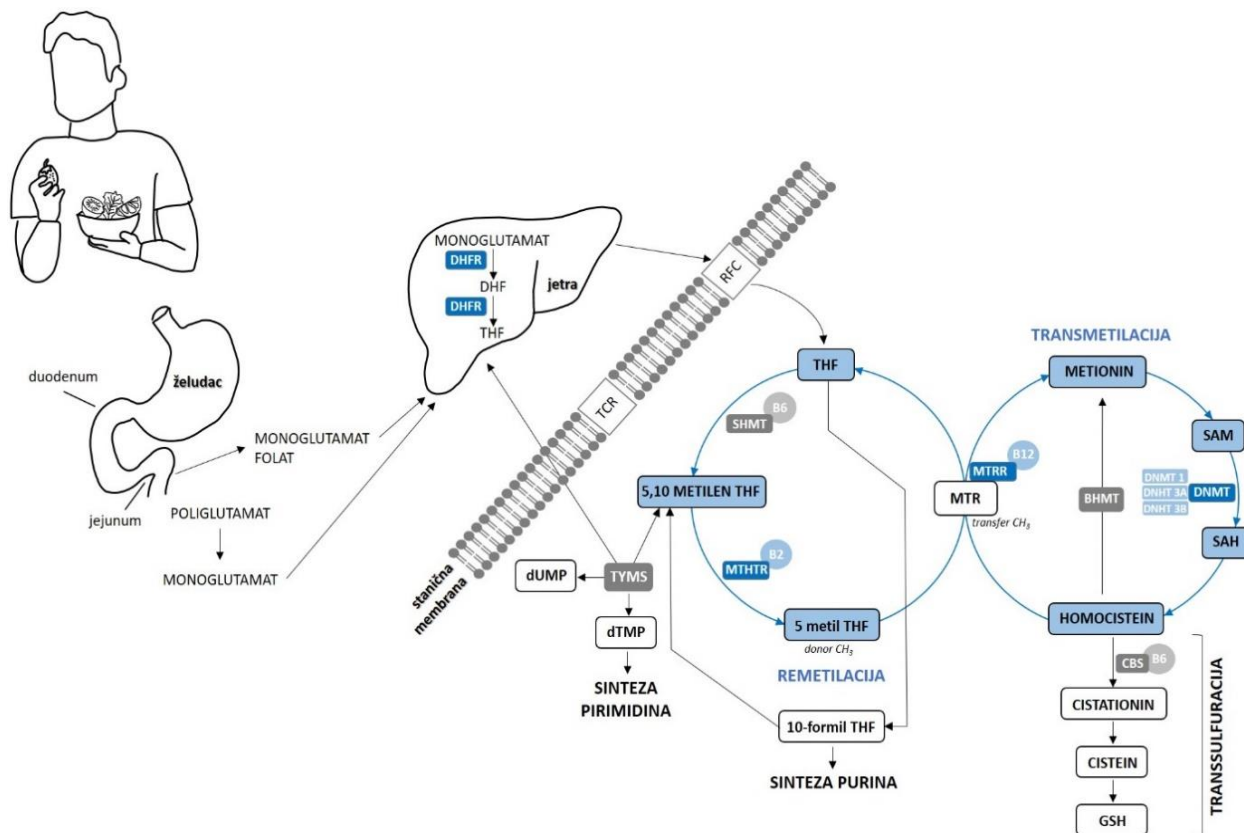 duodenum
želudac
jejunum
MONOGLUTAMAT
FOLAT
POLIGLUTAMAT
MONOGLUTAMAT
MONOGLUTAMAT
DHFR
DHF
DHFR
THF
jetra
RFC
TCR
stanična
membrana
THF
B6
SHMT
5,10 METILEN THF
B2
MTHTR
5 metil THF
donor CH₃
REMETILACIJA
dUMP
TYMS
dTMP
SINTEZA
PIRIMIDINA
10-formil THF
SINTEZA PURINA
TRANSMETILACIJA
METIONIN
SAM
B12
MTRR
MTR
transfer CH₃
BHMT
DNMT 1
DNHT 3A
DNHT 3B
DNMT
SAH
HOMOCISTEIN
CBS
B6
CISTATIONIN
CISTEIN
GSH
TRANSSULFURACIJA